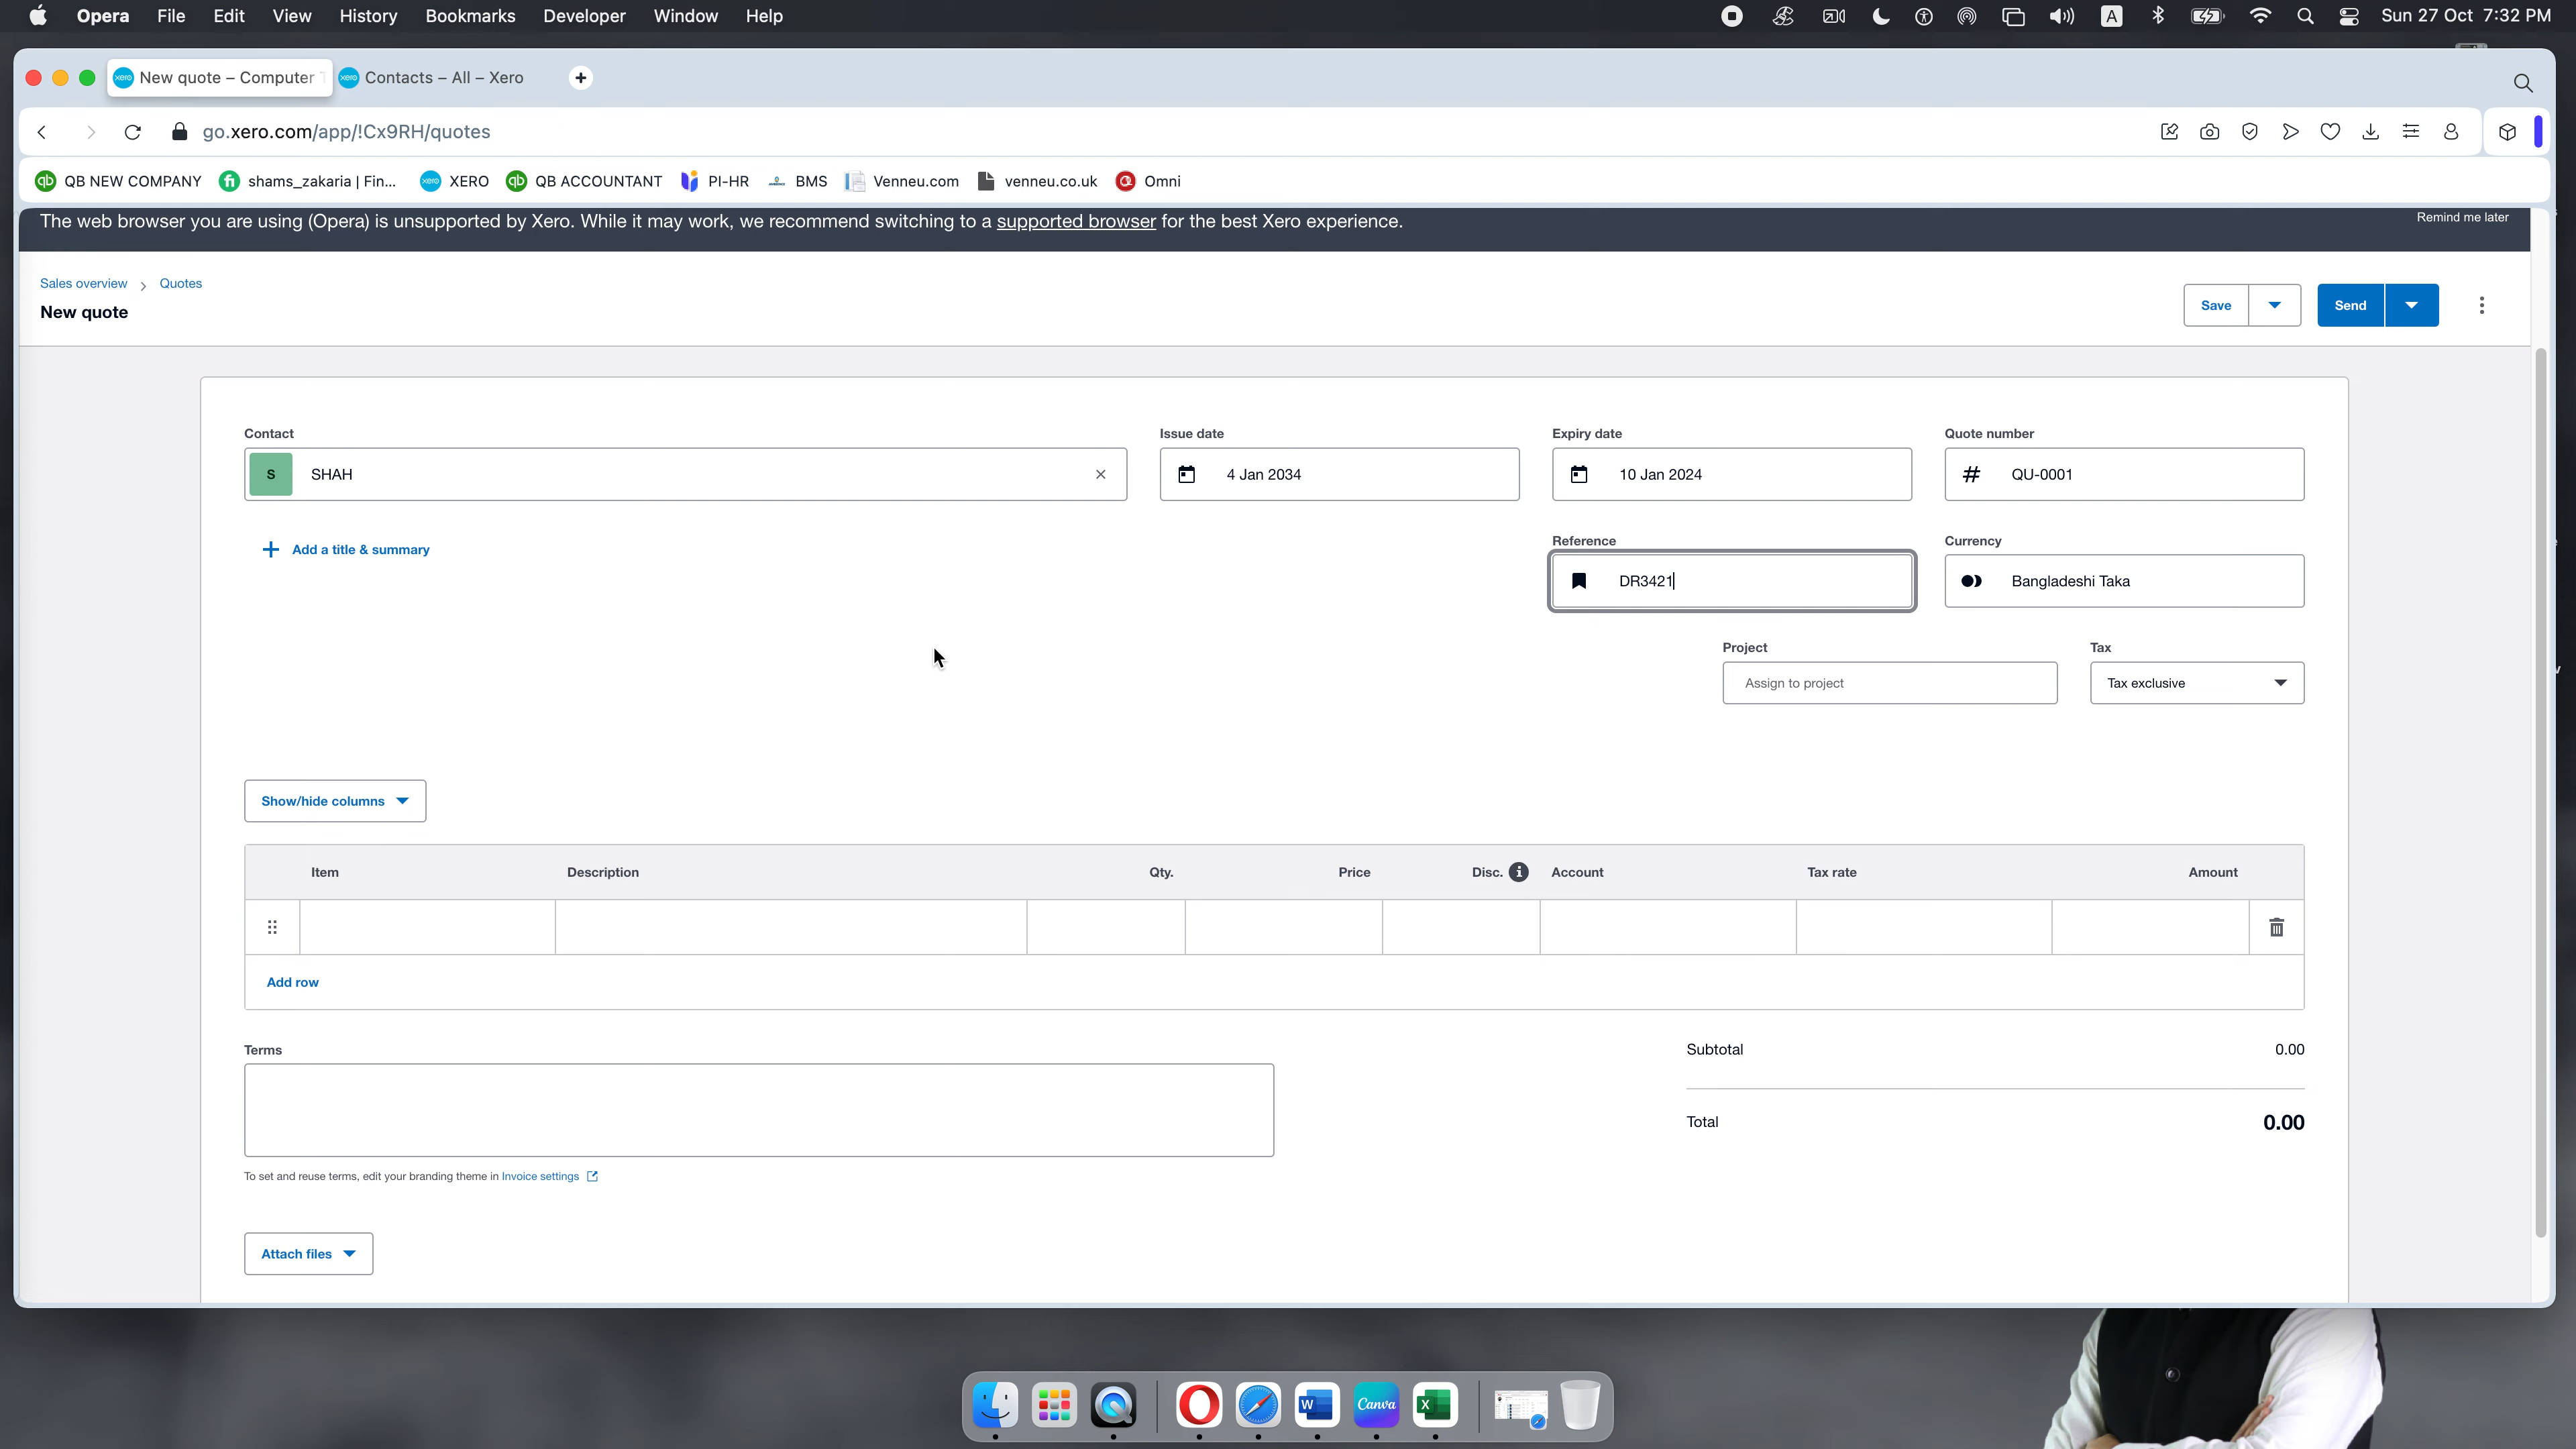 Opera File Edit View History Bookmarks Developer Window Help A Sun 27 Oct 7:32 PM
xero New quote – Computer T xero Contacts – All – Xero +
go.xero.com/app/!Cx9RH/quotes
qb QB NEW COMPANY fi shams_zakaria | Fin... xero XERO qb QB ACCOUNTANT PI-HR BMS Venneu.com venneu.co.uk Omni
The web browser you are using (Opera) is unsupported by Xero. While it may work, we recommend switching to a supported browser for the best Xero experience. Remind me later
Sales overview > Quotes
New quote
Save Send
Contact Issue date Expiry date Quote number
S SHAH × 4 Jan 2034 10 Jan 2024 # QU-0001
+ Add a title & summary
Reference Currency
DR3421 Bangladeshi Taka
Project Tax
Assign to project Tax exclusive
Show/hide columns
Item Description Qty. Price Disc. i Account Tax rate Amount
Add row
Terms
Subtotal 0.00
Total 0.00
To set and reuse terms, edit your branding theme in Invoice settings
Attach files
W Canva X